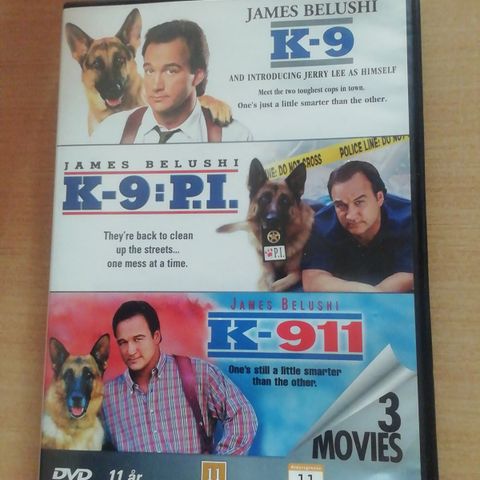 JAMES BELUSHI
K-9
AND INTRODUCING JERRY LEE AS HIMSELF
Meet the two toughest cops in town.
One's just a little smarter than the other.
JAMES BELUSHI
K-9:P.I.
They're back to clean
up the streets...
one mess at a time.
DO NOT CROSS
POLICE LINE: DO NOT
P.I.
JAMES BELUSHI
K-911
One's still a little smarter
than the other.
3
MOVIES
DVD
11 år
11
11